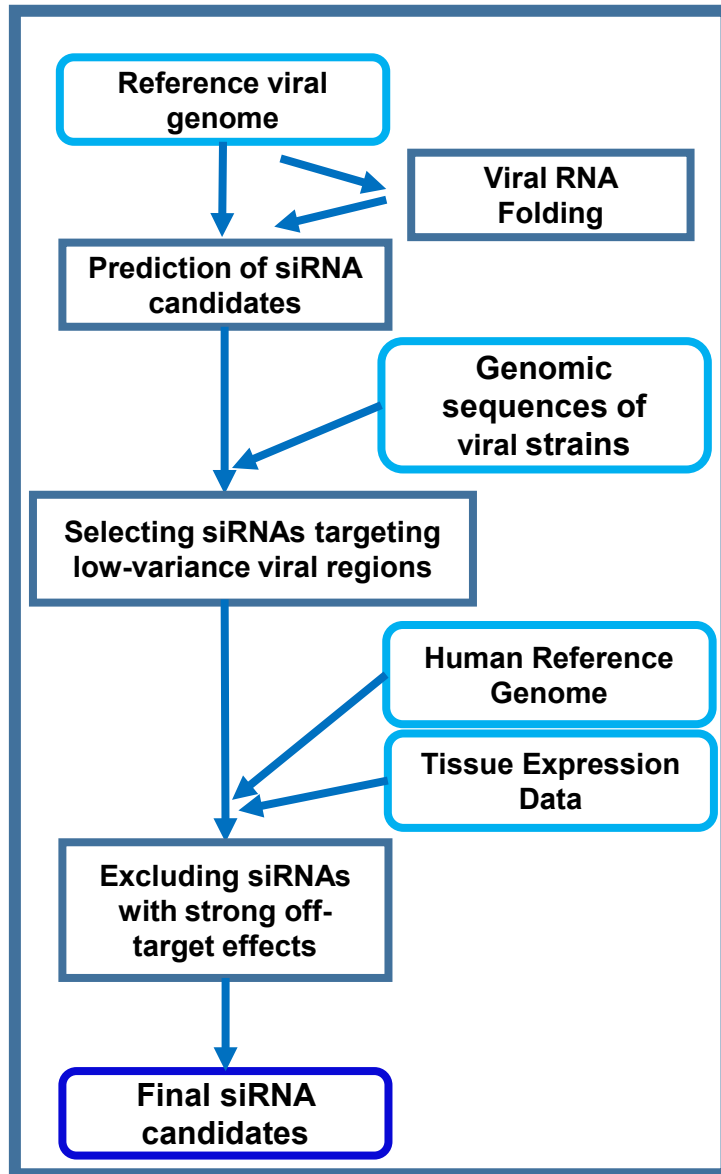 Reference viral
genome
Viral RNA
Folding
Prediction of siRNA
candidates
Genomic
sequences of
viral strains
Selecting siRNAs targeting
low-variance viral regions
Human Reference
Genome
Tissue Expression
Data
Excluding siRNAs
with strong off-
target effects
Final siRNA
candidates